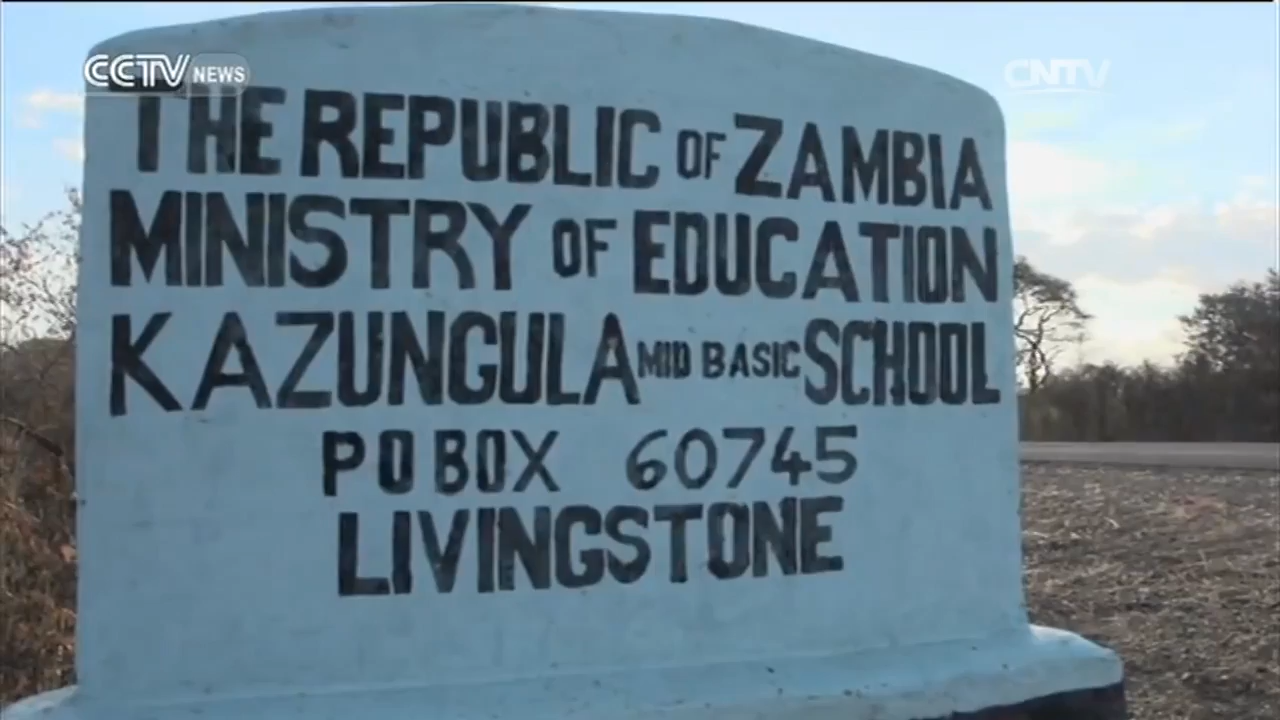 CCTV NEWS
CNTV
THE REPUBLIC OF ZAMBIA
MINISTRY OF EDUCATION
KAZUNGULA MID BASIC SCHOOL
PO BOX 60745
LIVINGSTONE